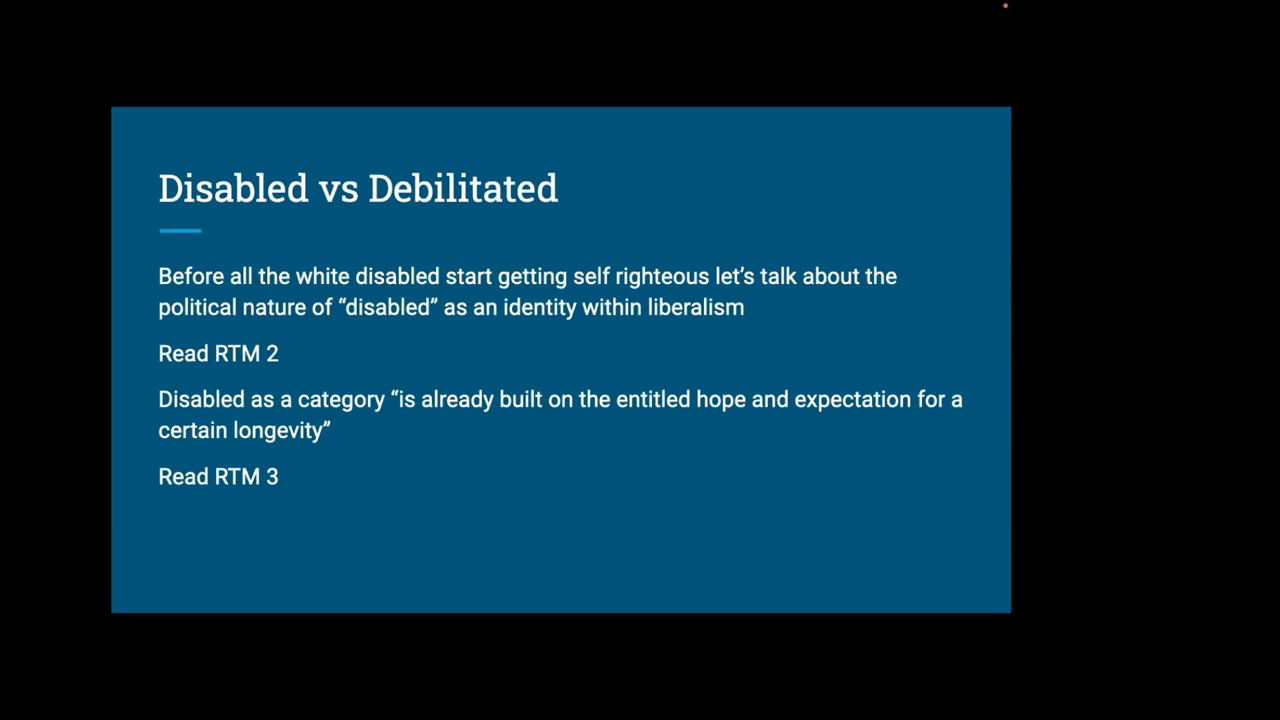 Disabled vs Debilitated
Before all the white disabled start getting self righteous let’s talk about the
political nature of “disabled” as an identity within liberalism
Read RTM 2
Disabled as a category “is already built on the entitled hope and expectation for a
certain longevity”
Read RTM 3